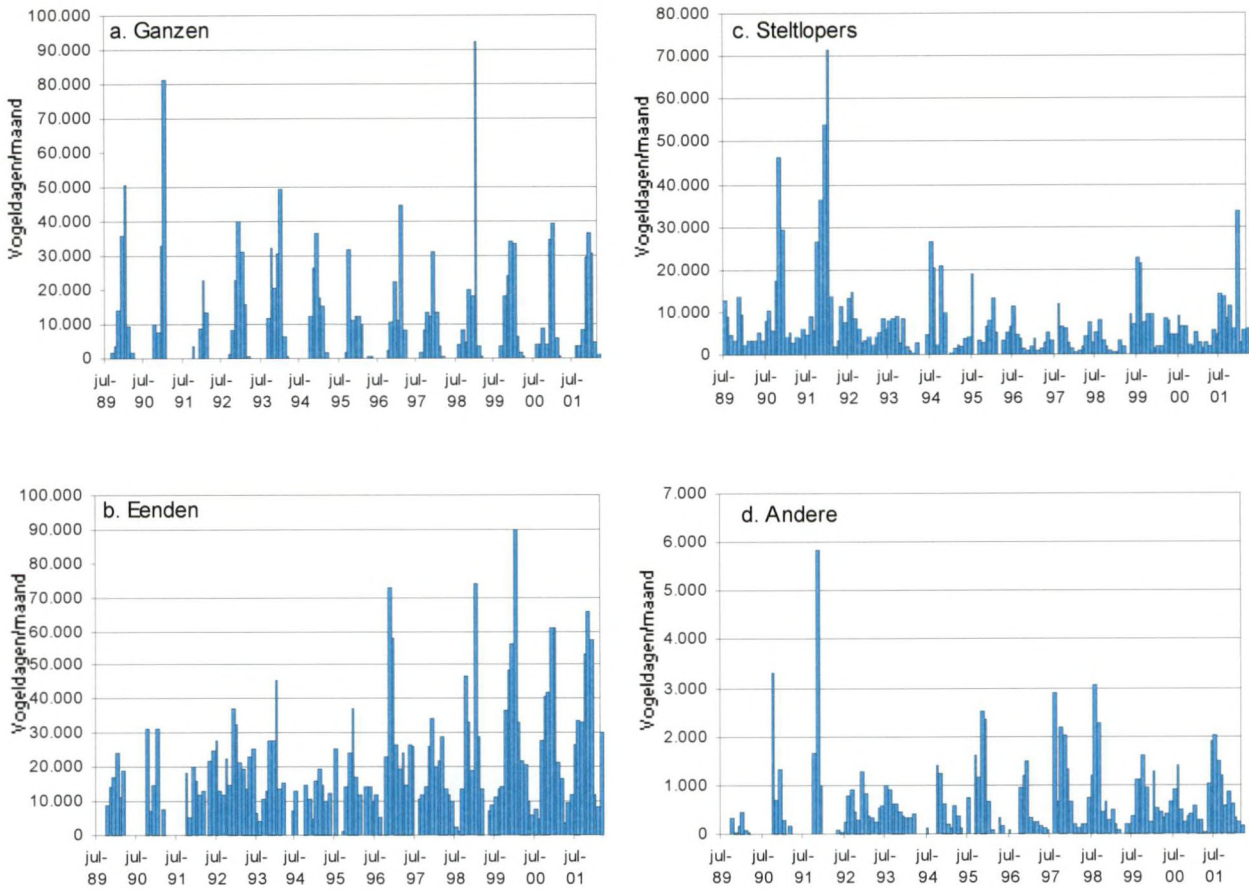 a. Ganzen
Vogeldagen/maand
100.000
90.000
80.000
70.000
60.000
50.000
40.000
30.000
20.000
10.000
0
jul- jul- jul- jul- jul- jul- jul- jul- jul- jul- jul- jul- jul-
89 90 91 92 93 94 95 96 97 98 99 00 01
c. Steltlopers
Vogeldagen/maand
80.000
70.000
60.000
50.000
40.000
30.000
20.000
10.000
0
jul- jul- jul- jul- jul- jul- jul- jul- jul- jul- jul- jul- jul-
89 90 91 92 93 94 95 96 97 98 99 00 01
b. Eenden
Vogeldagen/maand
100.000
90.000
80.000
70.000
60.000
50.000
40.000
30.000
20.000
10.000
0
jul- jul- jul- jul- jul- jul- jul- jul- jul- jul- jul- jul- jul-
89 90 91 92 93 94 95 96 97 98 99 00 01
d. Andere
Vogeldagen/maand
7.000
6.000
5.000
4.000
3.000
2.000
1.000
0
jul- jul- jul- jul- jul- jul- jul- jul- jul- jul- jul- jul- jul-
89 90 91 92 93 94 95 96 97 98 99 00 01